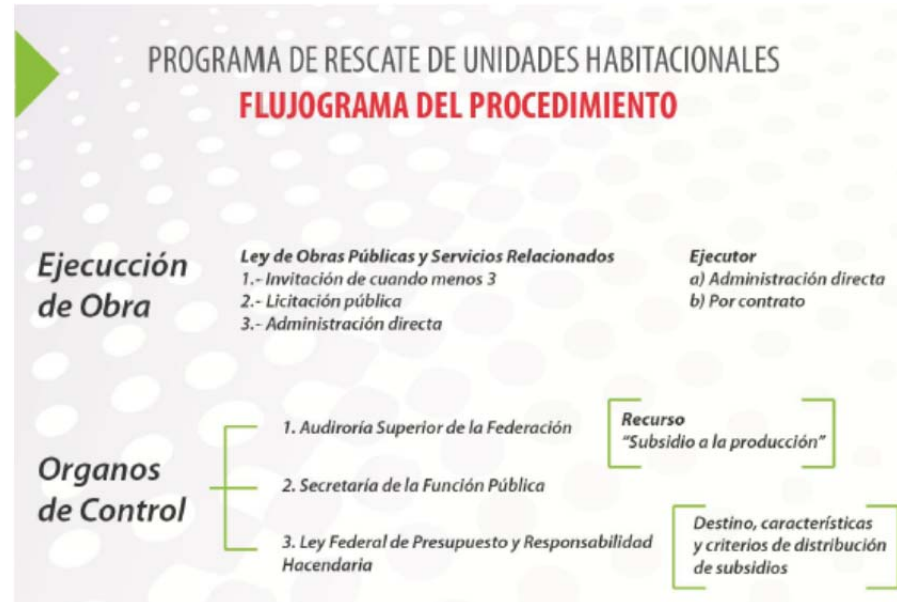 PROGRAMA DE RESCATE DE UNIDADES HABITACIONALES
FLUJOGRAMA DEL PROCEDIMIENTO
Ejecucción
de Obra
Ley de Obras Públicas y Servicios Relacionados
1.- Invitación de cuando menos 3
2.- Licitación pública
3.- Administración directa
Ejecutor
a) Administración directa
b) Por contrato
Organos
de Control
1. Audiroría Superior de la Federación
2. Secretaría de la Función Pública
3. Ley Federal de Presupuesto y Responsabilidad
Hacendaria
Recurso
“Subsidio a la producción”
Destino, características
y criterios de distribución
de subsidios